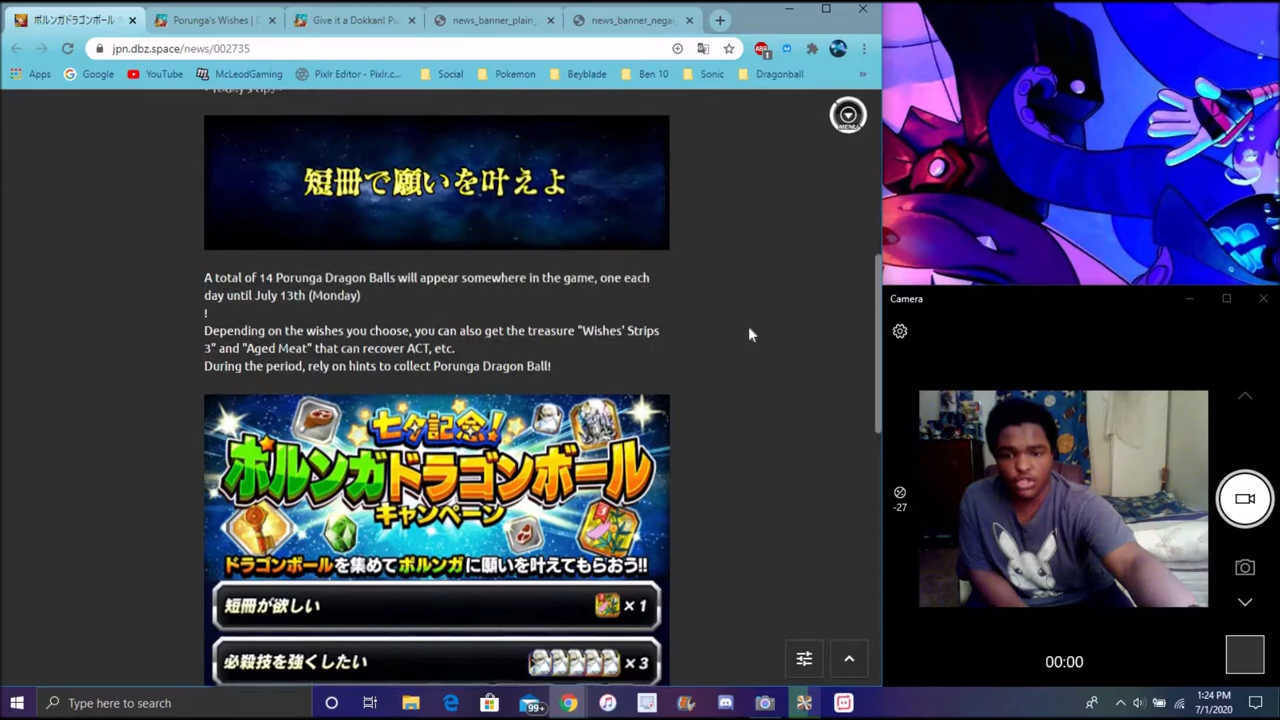 ポルンガドラゴンボール
Porunga's Wishes | D
Give it a Dokkan! Pu
news_banner_plain_
news_banner_negai_
jpn.dbz.space/news/002735
Apps
Google
YouTube
McLeodGaming
Pixlr Editor - Pixlr.c...
Social
Pokemon
Beyblade
Ben 10
Sonic
Dragonball
»
MENU
短冊で願いを叶えよ
A total of 14 Porunga Dragon Balls will appear somewhere in the game, one each
day until July 13th (Monday)
!
Depending on the wishes you choose, you can also get the treasure "Wishes' Strips
3" and "Aged Meat" that can recover ACT, etc.
During the period, rely on hints to collect Porunga Dragon Ball!
七夕記念!
ポルンガドラゴンボール
キャンペーン
ドラゴンボールを集めてポルンガに願いを叶えてもらおう!!
短冊が欲しい
×1
必殺技を強くしたい
×3
Camera
-27
00:00
Type here to search
99+
1:24 PM
7/1/2020